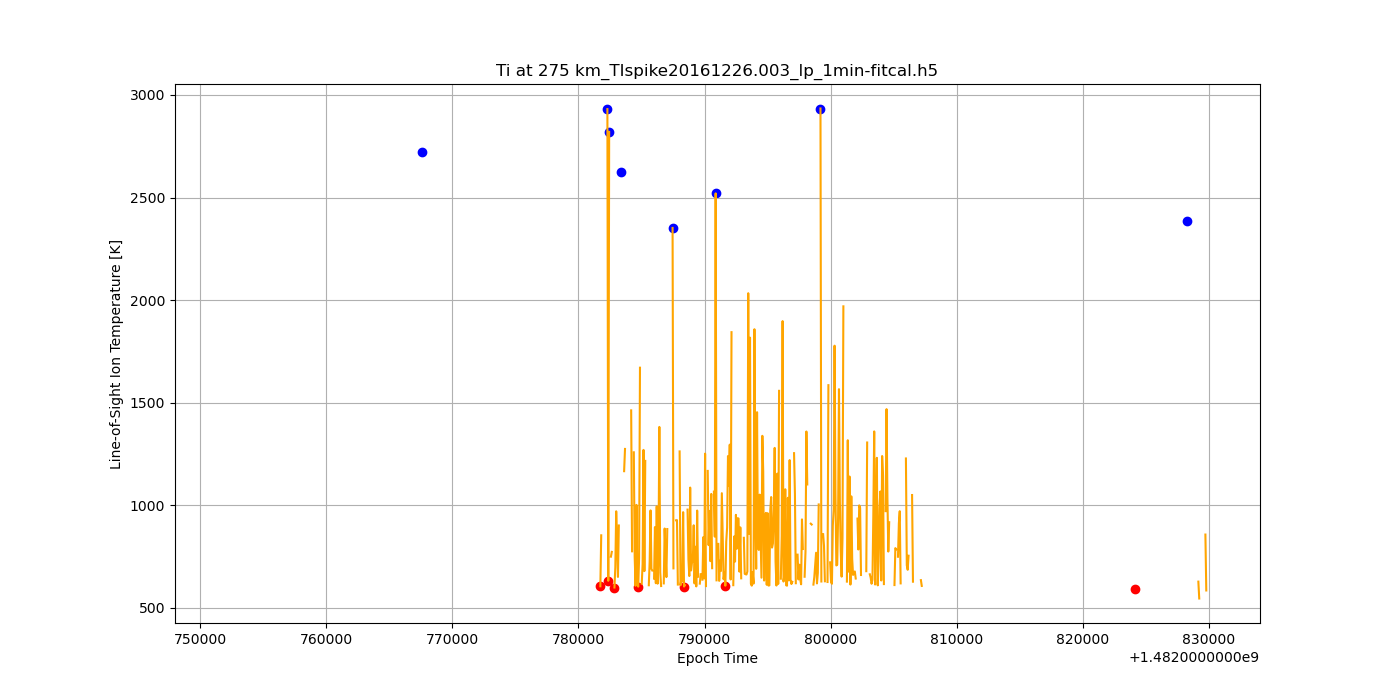 Ti at 275 km_TIspike20161226.003_lp_1min-fitcal.h5
Line-of-Sight Ion Temperature [K]
3000
2500
2000
1500
1000
500
750000 760000 770000 780000 790000 800000 810000 820000 830000
Epoch Time
+1.4820000000e9